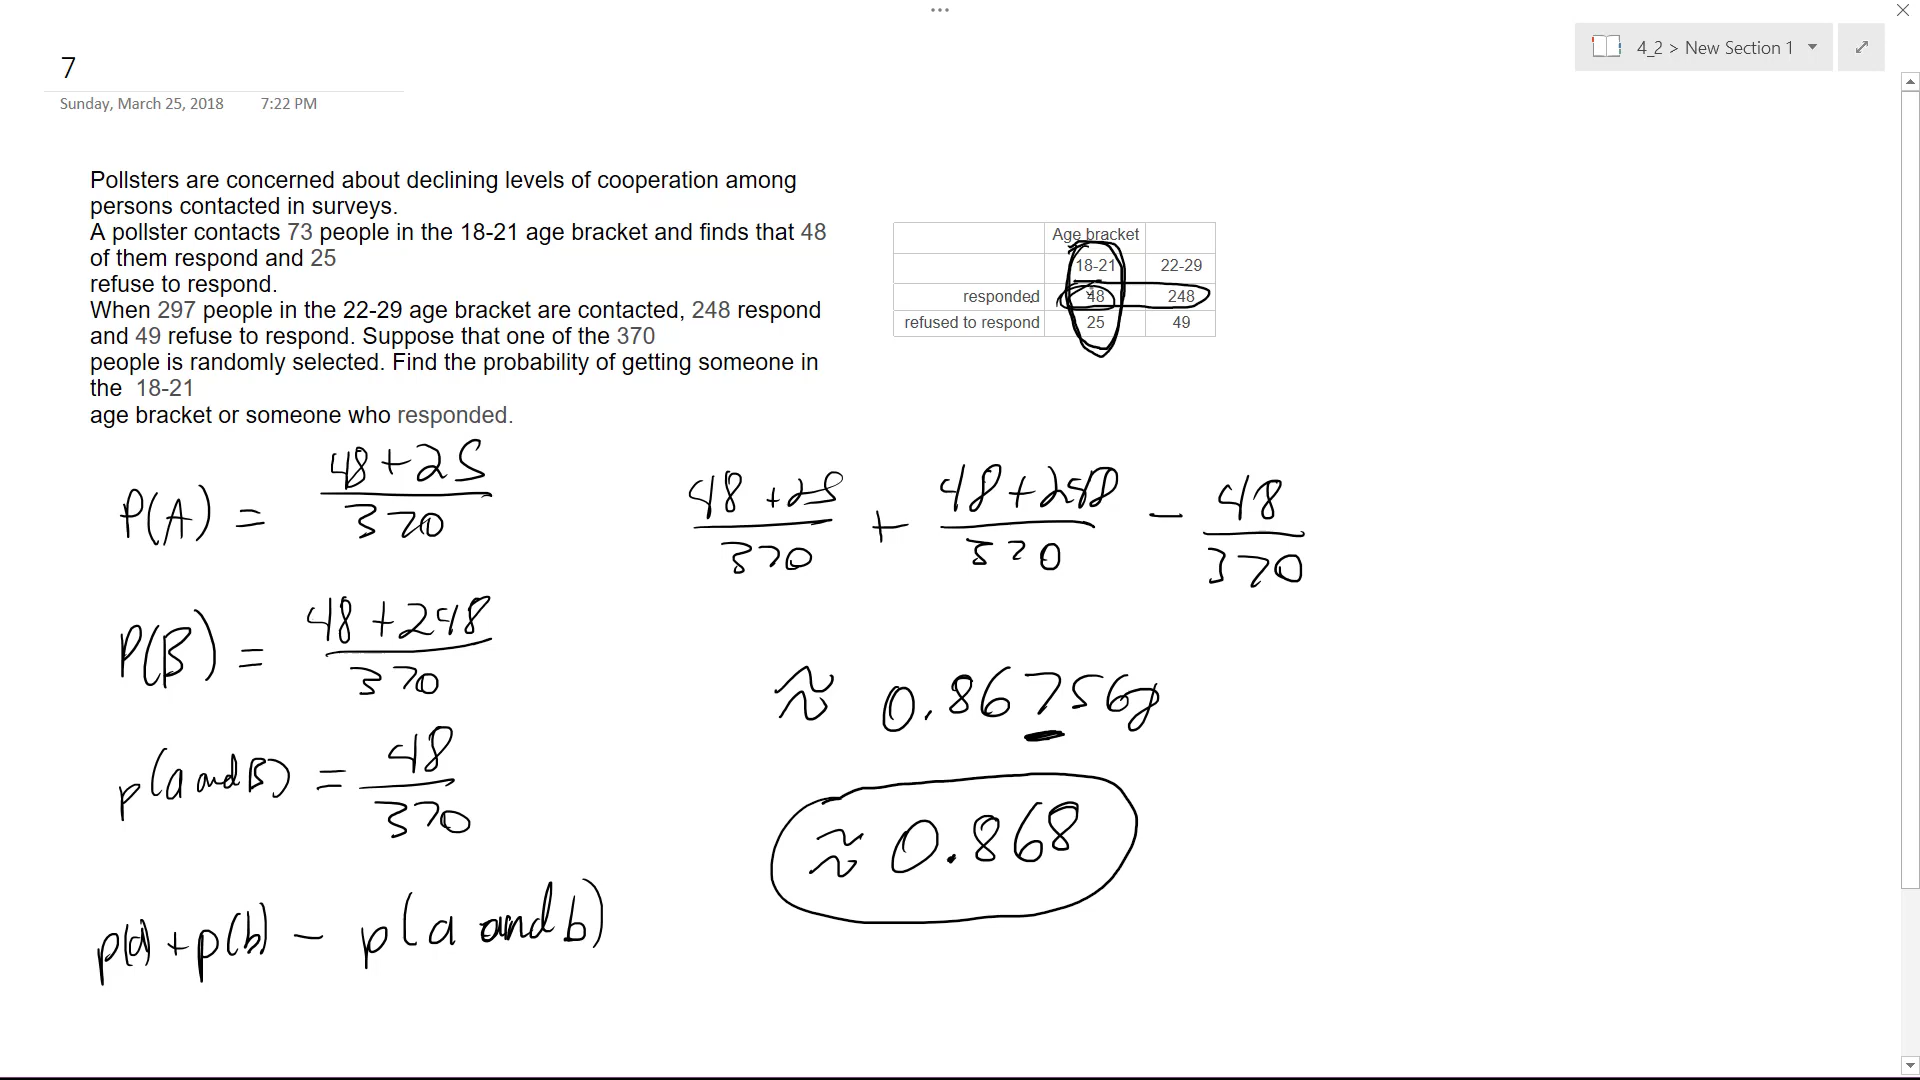 ...
4_2 > New Section 1
7
Sunday, March 25, 2018 7:22 PM
Pollsters are concerned about declining levels of cooperation among
persons contacted in surveys.
A pollster contacts 73 people in the 18-21 age bracket and finds that 48
of them respond and 25
refuse to respond.
When 297 people in the 22-29 age bracket are contacted, 248 respond
and 49 refuse to respond. Suppose that one of the 370
people is randomly selected. Find the probability of getting someone in
the 18-21
age bracket or someone who responded.
Age bracket
18-21 22-29
responded 48 248
refused to respond 25 49
P(A) = 48+25
370
P(B) = 48+248
370
p(a and B) = 48
370
p(a) + p(b) - p(a and b)
48 +25 + 48+248 - 48
370 370 370
≈ 0.867568
≈ 0.868